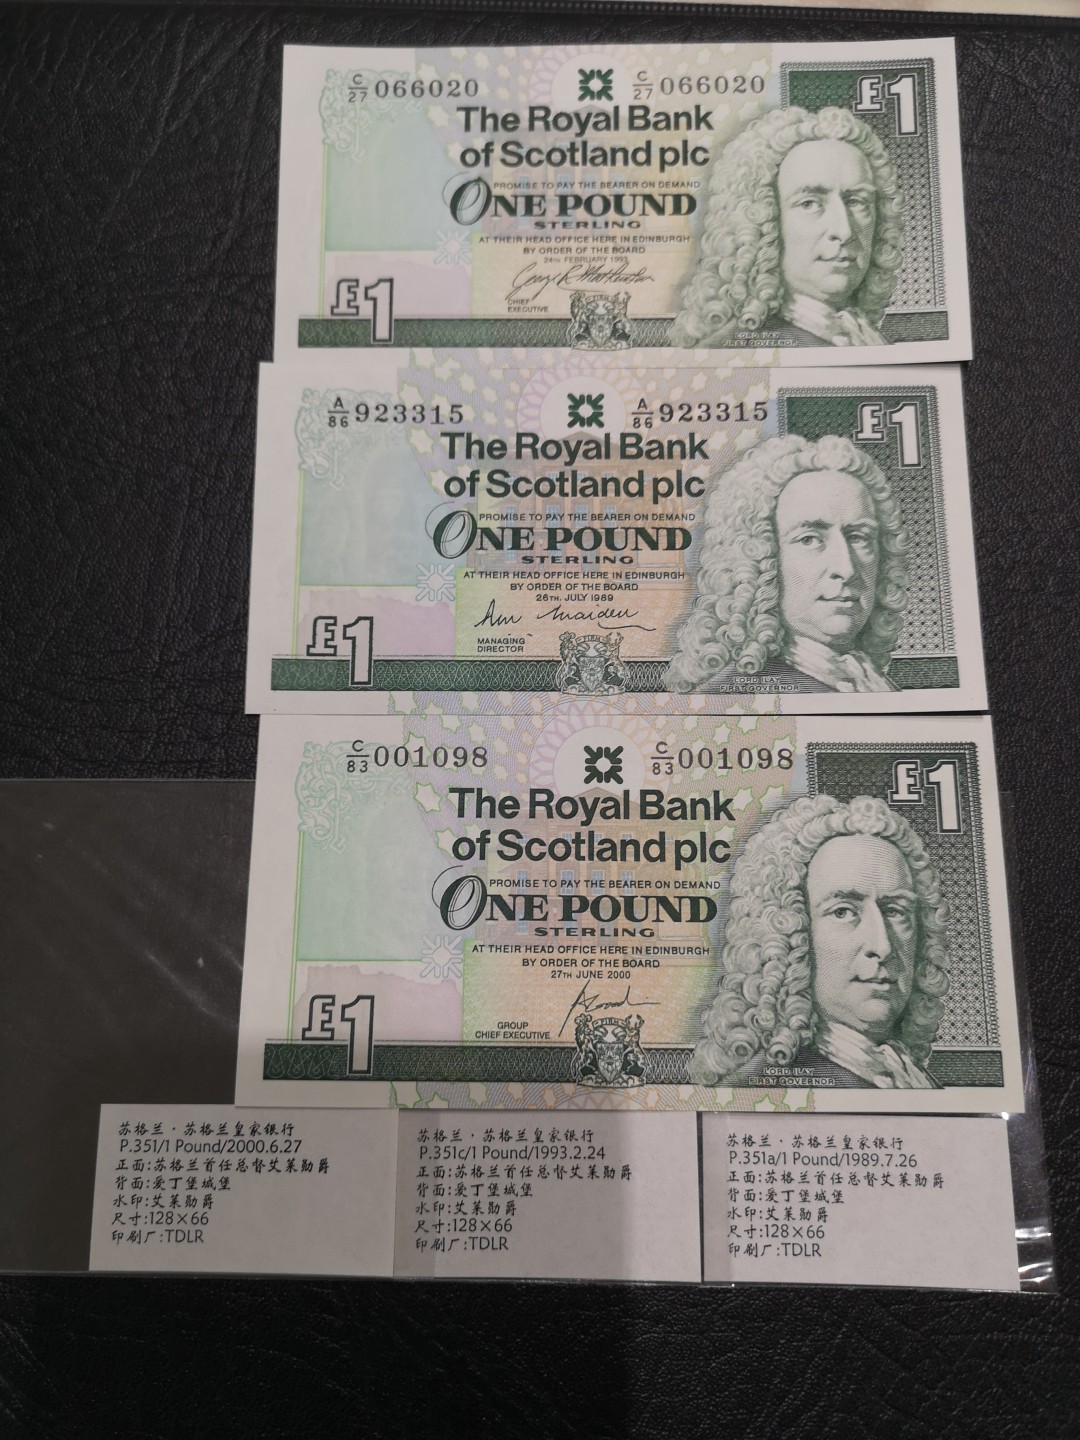 C/27 066020 C/27 066020
£1
The Royal Bank
of Scotland plc
PROMISE TO PAY THE BEARER ON DEMAND
ONE POUND
STERLING
AT THEIR HEAD OFFICE HERE IN EDINBURGH
BY ORDER OF THE BOARD
24TH FEBRUARY 1993
CHIEF
EXECUTIVE
£1
LORD ILAY
FIRST GOVERNOR
A/86 923315 A/86 923315
£1
The Royal Bank
of Scotland plc
PROMISE TO PAY THE BEARER ON DEMAND
ONE POUND
STERLING
AT THEIR HEAD OFFICE HERE IN EDINBURGH
BY ORDER OF THE BOARD
26TH. JULY 1989
MANAGING
DIRECTOR
£1
LORD ILAY
FIRST GOVERNOR
C/83 001098 C/83 001098
£1
The Royal Bank
of Scotland plc
PROMISE TO PAY THE BEARER ON DEMAND
ONE POUND
STERLING
AT THEIR HEAD OFFICE HERE IN EDINBURGH
BY ORDER OF THE BOARD
27TH JUNE 2000
GROUP
CHIEF EXECUTIVE
£1
LORD ILAY
FIRST GOVERNOR
苏格兰·苏格兰皇家银行
P.351/1 Pound/2000.6.27
正面:苏格兰首任总督艾莱勋爵
背面:爱丁堡城堡
水印:艾莱勋爵
尺寸:128×66
印刷厂:TDLR
苏格兰·苏格兰皇家银行
P.351c/1 Pound/1993.2.24
正面:苏格兰首任总督艾莱勋爵
背面:爱丁堡城堡
水印:艾莱勋爵
尺寸:128×66
印刷厂:TDLR
苏格兰·苏格兰皇家银行
P.351a/1 Pound/1989.7.26
正面:苏格兰首任总督艾莱勋爵
背面:爱丁堡城堡
水印:艾莱勋爵
尺寸:128×66
印刷厂:TDLR